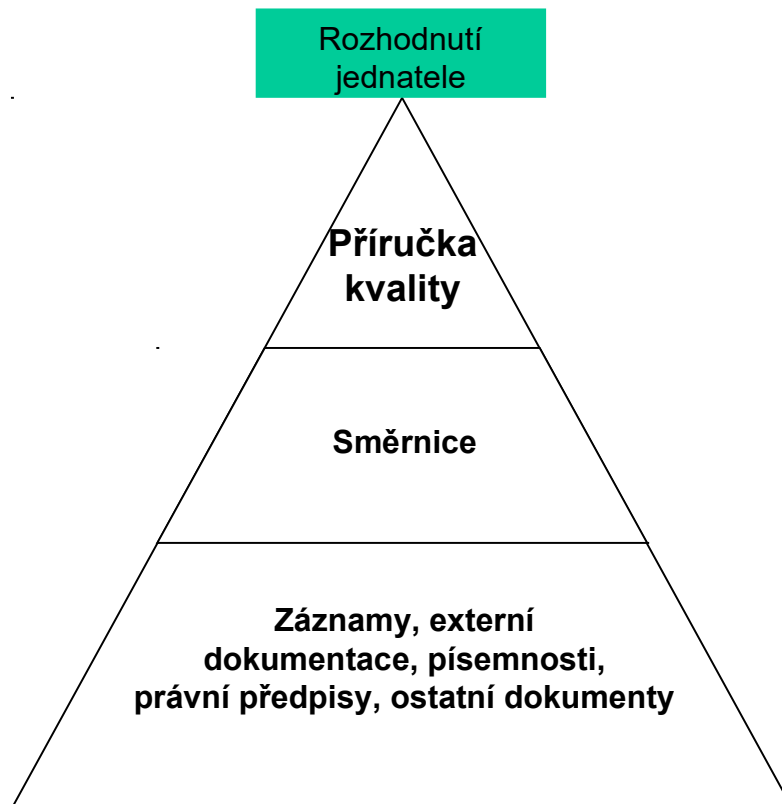 Rozhodnutí
jednatele
Příručka
kvality
Směrnice
Záznamy, externí
dokumentace, písemnosti,
právní předpisy, ostatní dokumenty